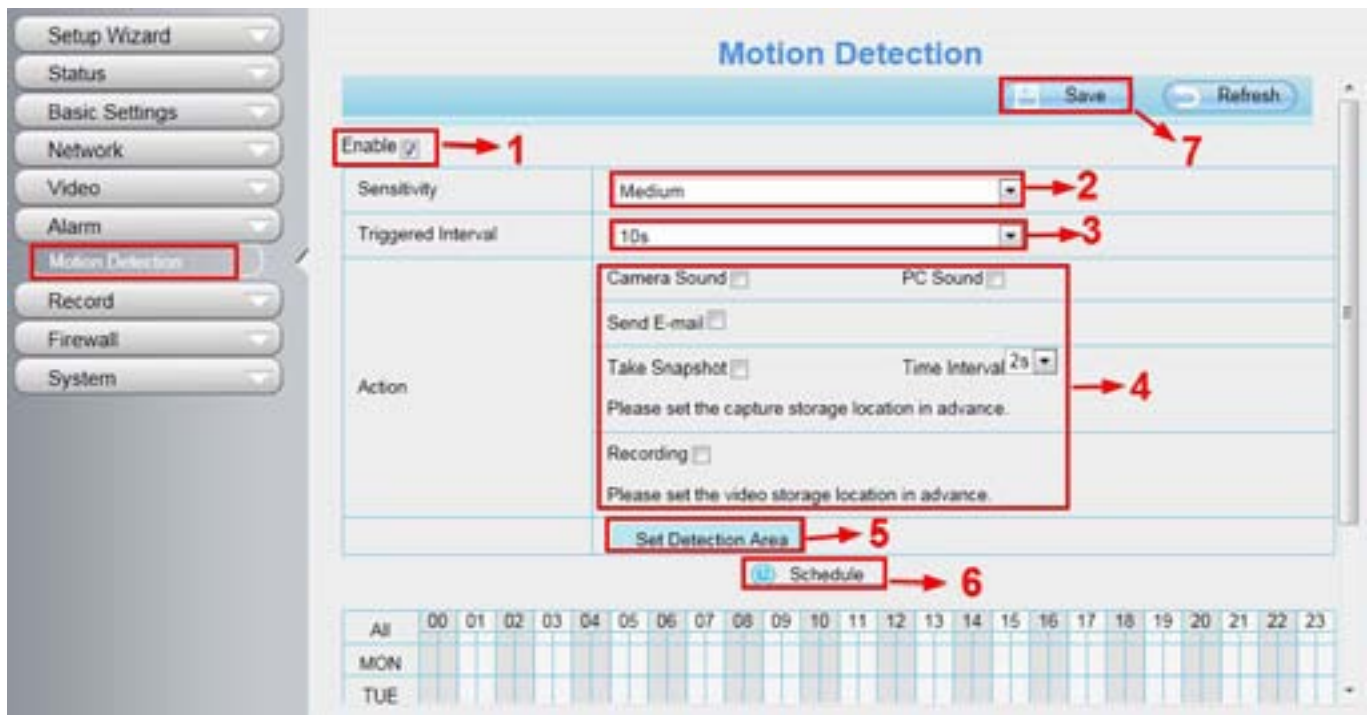 Setup Wizard
Status
Basic Settings
Network
Video
Alarm
Motion Detection
Record
Firewall
System
Motion Detection
Save
Refresh
7
Enable
1
Sensitivity
Medium
2
Triggered Interval
10s
3
Action
Camera Sound PC Sound
Send E-mail
Take Snapshot Time Interval 2s
Please set the capture storage location in advance.
4
Recording
Please set the video storage location in advance.
Set Detection Area
5
Schedule
6
All 00 01 02 03 04 05 06 07 08 09 10 11 12 13 14 15 16 17 18 19 20 21 22 23
MON
TUE